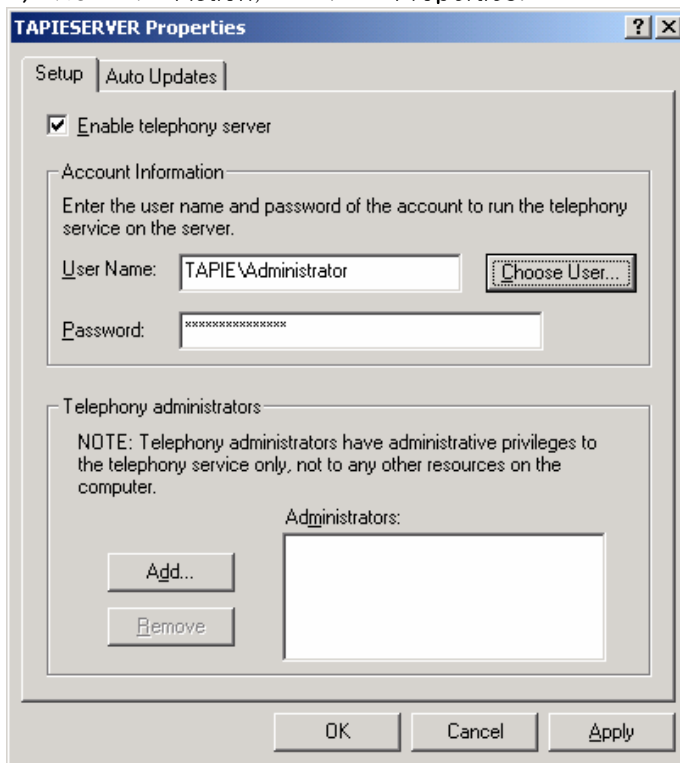 TAPIESERVER Properties
Setup
Auto Updates
Enable telephony server
Account Information
Enter the user name and password of the account to run the telephony
service on the server.
User Name:
TAPIE\Administrator
Choose User...
Password:
***************
Telephony administrators
NOTE: Telephony administrators have administrative privileges to
the telephony service only, not to any other resources on the
computer.
Administrators:
Add...
Remove
OK
Cancel
Apply